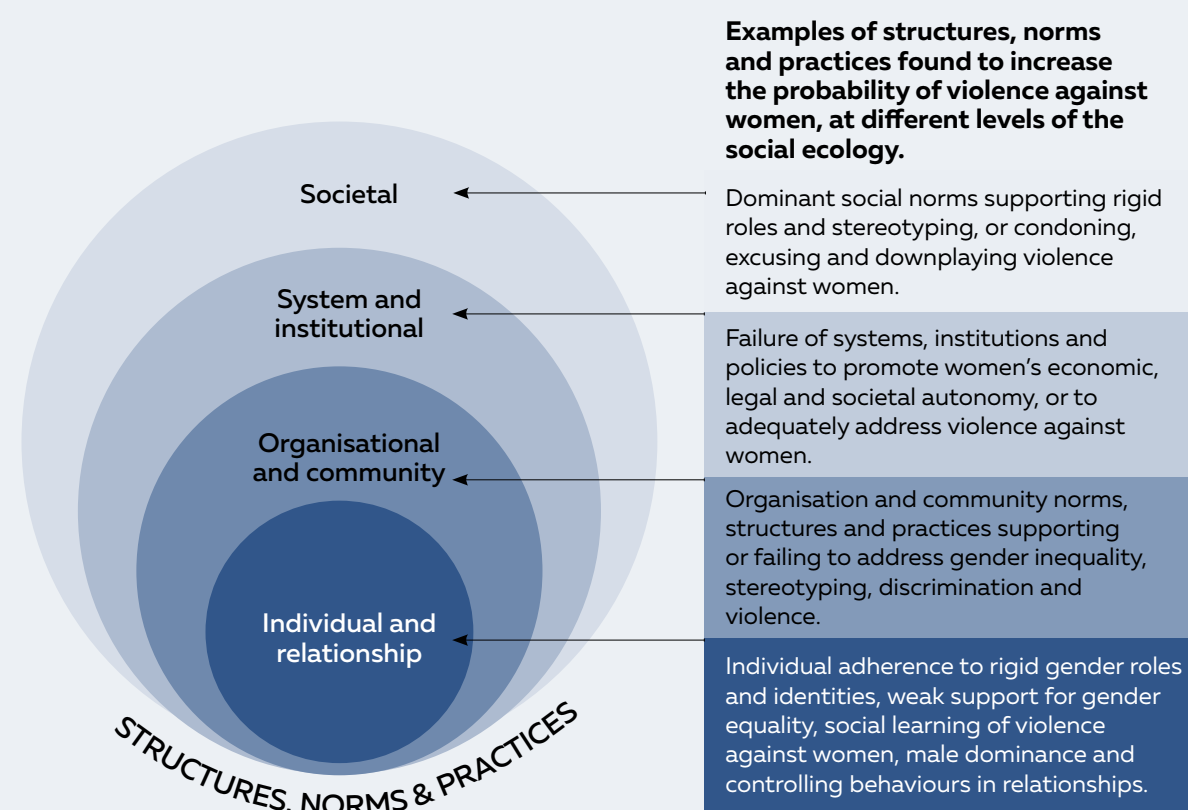 Examples of structures, norms
and practices found to increase
the probability of violence against
women, at different levels of the
social ecology.
Societal
Dominant social norms supporting rigid
roles and stereotyping, or condoning,
excusing and downplaying violence
against women.
System and
institutional
Failure of systems, institutions and
policies to promote women’s economic,
legal and societal autonomy, or to
adequately address violence against
women.
Organisational
and community
Organisation and community norms,
structures and practices supporting
or failing to address gender inequality,
stereotyping, discrimination and
violence.
Individual and
relationship
Individual adherence to rigid gender roles
and identities, weak support for gender
equality, social learning of violence
against women, male dominance and
controlling behaviours in relationships.
STRUCTURES, NORMS & PRACTICES